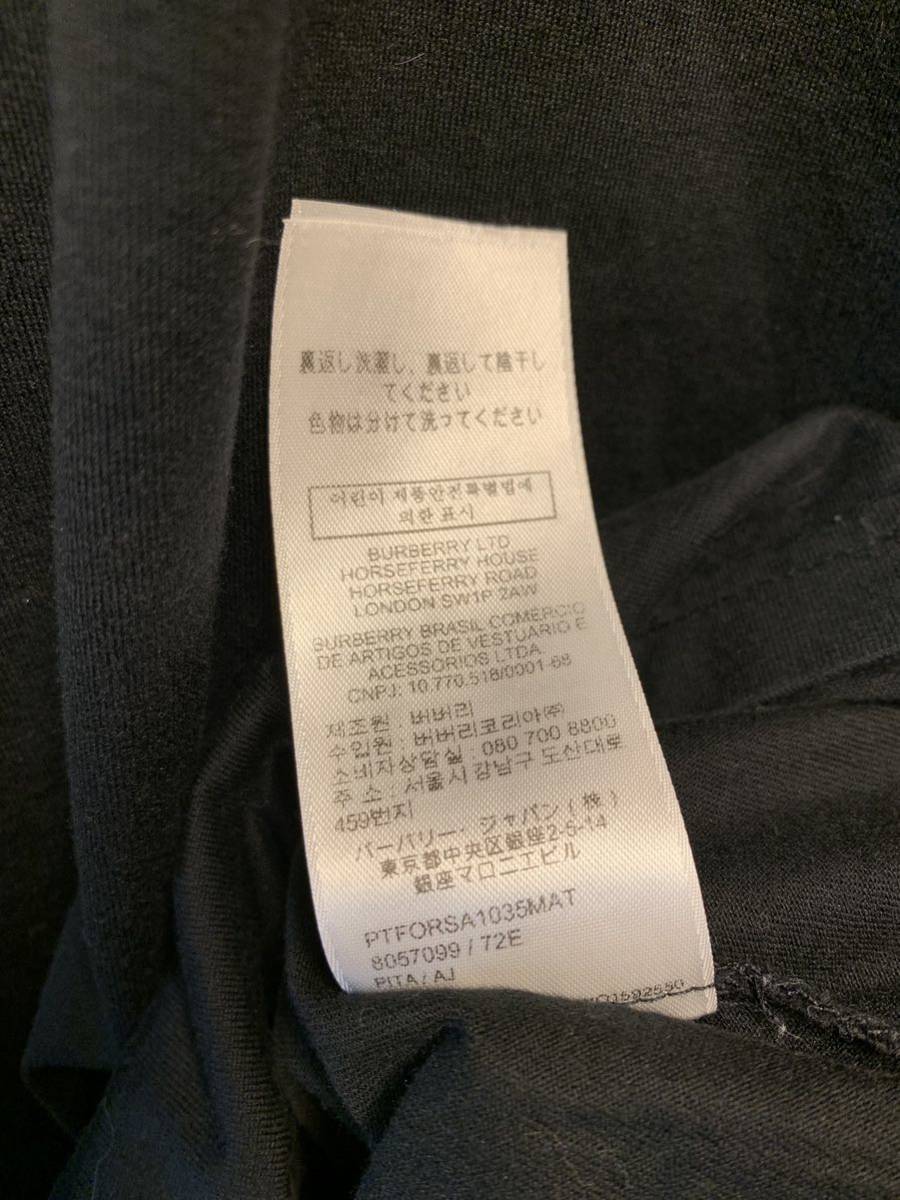 裏返し洗濯し、裏返して陰干し
てください
色物は分けて洗ってください
어린이 제품안전특별법에
의한 표시
BURBERRY LTD
HORSEFERRY HOUSE
HORSEFERRY ROAD
LONDON SW1P 2AW
BURBERRY BRASIL COMERCIO
DE ARTIGOS DE VESTUARIO E
ACESSORIOS LTDA
CNPJ: 10.770.518/0001-68
제조원 : 버버리
수입원 : 버버리코리아㈜
소비자상담실 : 080 700 8800
주 소 : 서울시 강남구 도산대로
459번지
バーバリー・ジャパン(株)
東京都中央区銀座2-5-14
銀座マロニエビル
PTFORSA1035MAT
8057099 / 72E
PITA / AJ